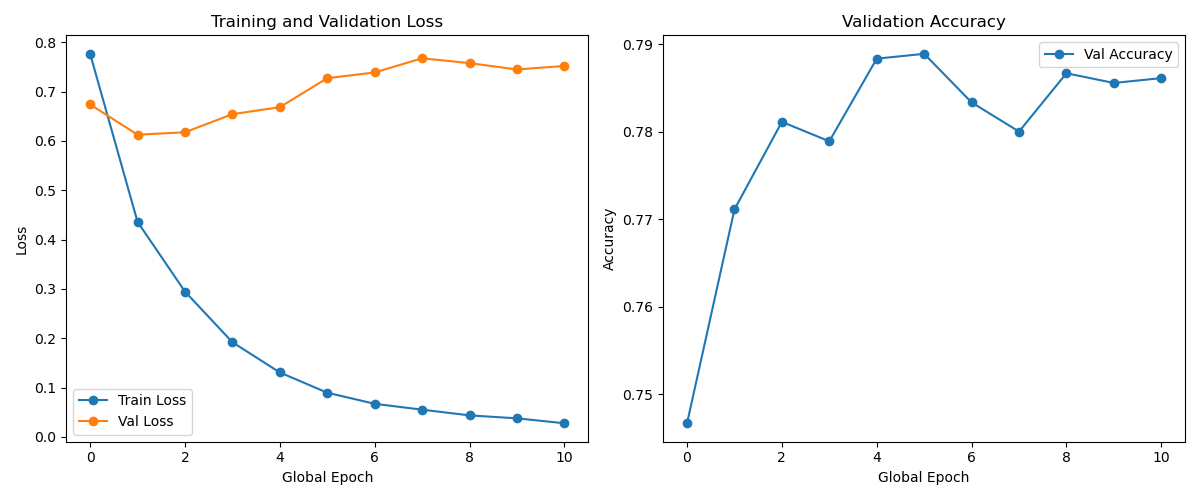 Training and Validation Loss
0.8
0.7
0.6
0.5
0.4
0.3
0.2
0.1
0.0
Loss
Train Loss
Val Loss
0 2 4 6 8 10
Global Epoch
Validation Accuracy
0.79
0.78
0.77
0.76
0.75
Accuracy
Val Accuracy
0 2 4 6 8 10
Global Epoch